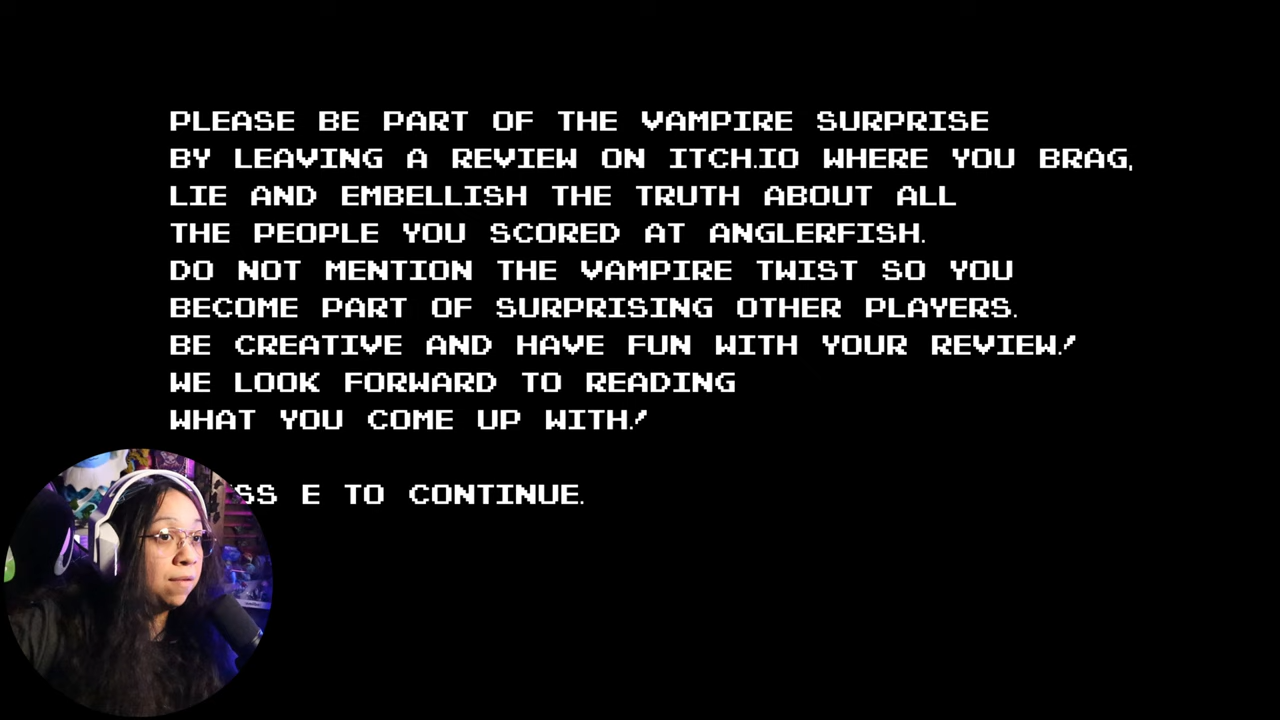 PLEASE BE PART OF THE VAMPIRE SURPRISE
BY LEAVING A REVIEW ON ITCH.IO WHERE YOU BRAG,
LIE AND EMBELLISH THE TRUTH ABOUT ALL
THE PEOPLE YOU SCORED AT ANGLERFISH.
DO NOT MENTION THE VAMPIRE TWIST SO YOU
BECOME PART OF SURPRISING OTHER PLAYERS.
BE CREATIVE AND HAVE FUN WITH YOUR REVIEW!
WE LOOK FORWARD TO READING
WHAT YOU COME UP WITH!
SS E TO CONTINUE.